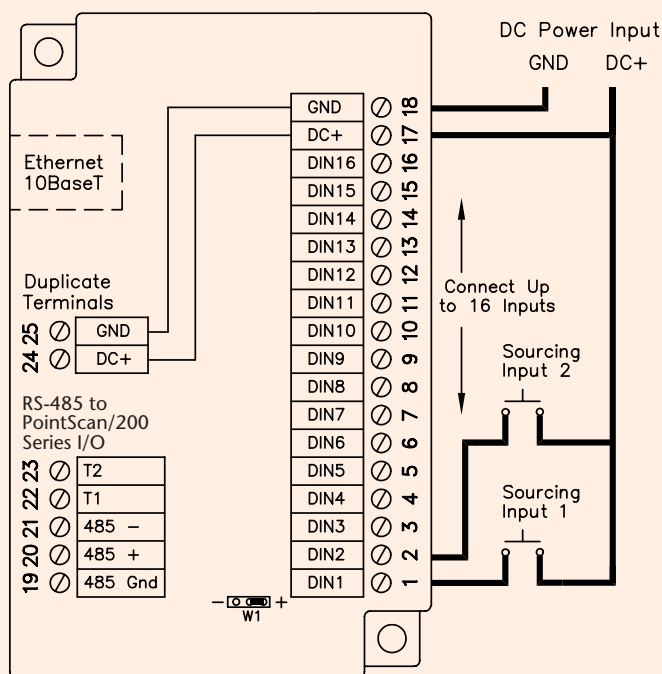 DC Power Input
GND DC+
GND 18
DC+ 17
DIN16 16
DIN15 15
DIN14 14
DIN13 13
DIN12 12
DIN11 11
DIN10 10
DIN9 9
DIN8 8
DIN7 7
DIN6 6
DIN5 5
DIN4 4
DIN3 3
DIN2 2
DIN1 1
Ethernet
10BaseT
Duplicate
Terminals
25 GND
24 DC+
RS-485 to
PointScan/200
Series I/O
23 T2
22 T1
21 485 -
20 485 +
19 485 Gnd
- +
W1
Connect Up
to 16 Inputs
Sourcing
Input 2
Sourcing
Input 1